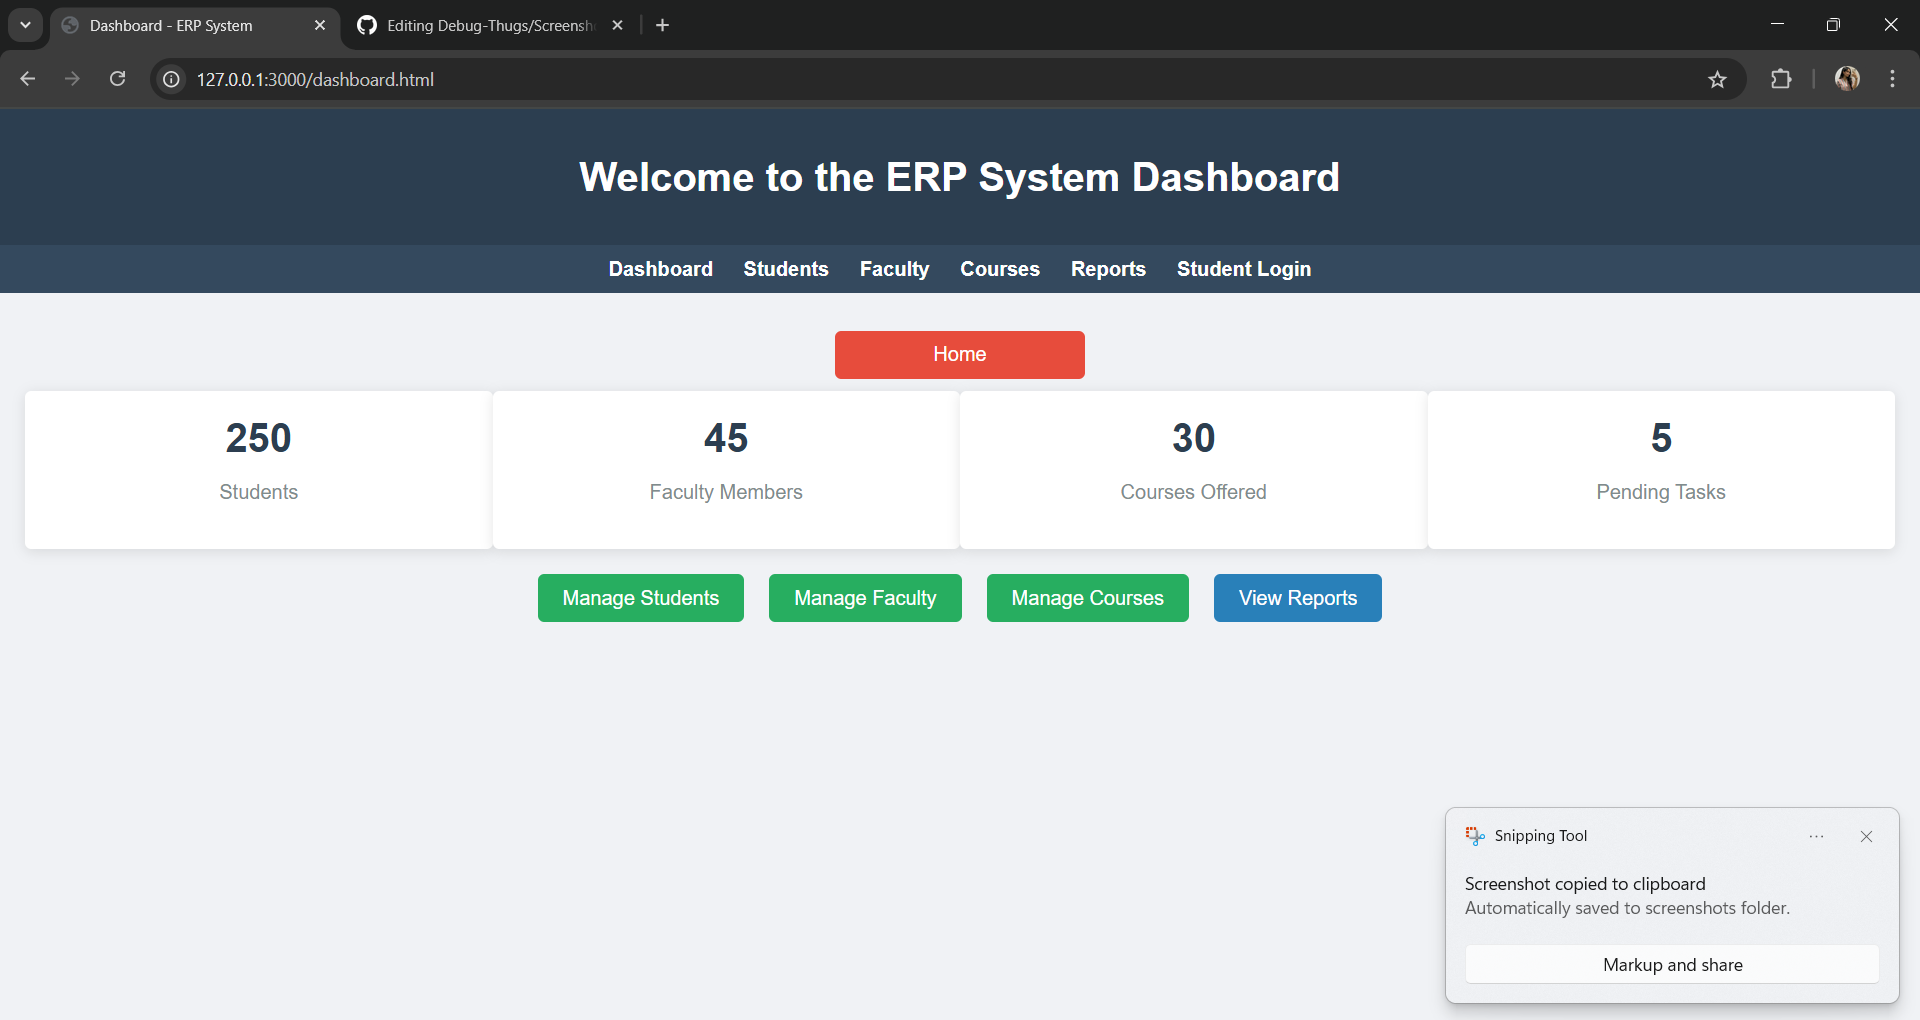 Dashboard - ERP System
Editing Debug-Thugs/Screensh
127.0.0.1:3000/dashboard.html
Welcome to the ERP System Dashboard
Dashboard Students Faculty Courses Reports Student Login
Home
250
Students
45
Faculty Members
30
Courses Offered
5
Pending Tasks
Manage Students Manage Faculty Manage Courses View Reports
Snipping Tool
Screenshot copied to clipboard
Automatically saved to screenshots folder.
Markup and share